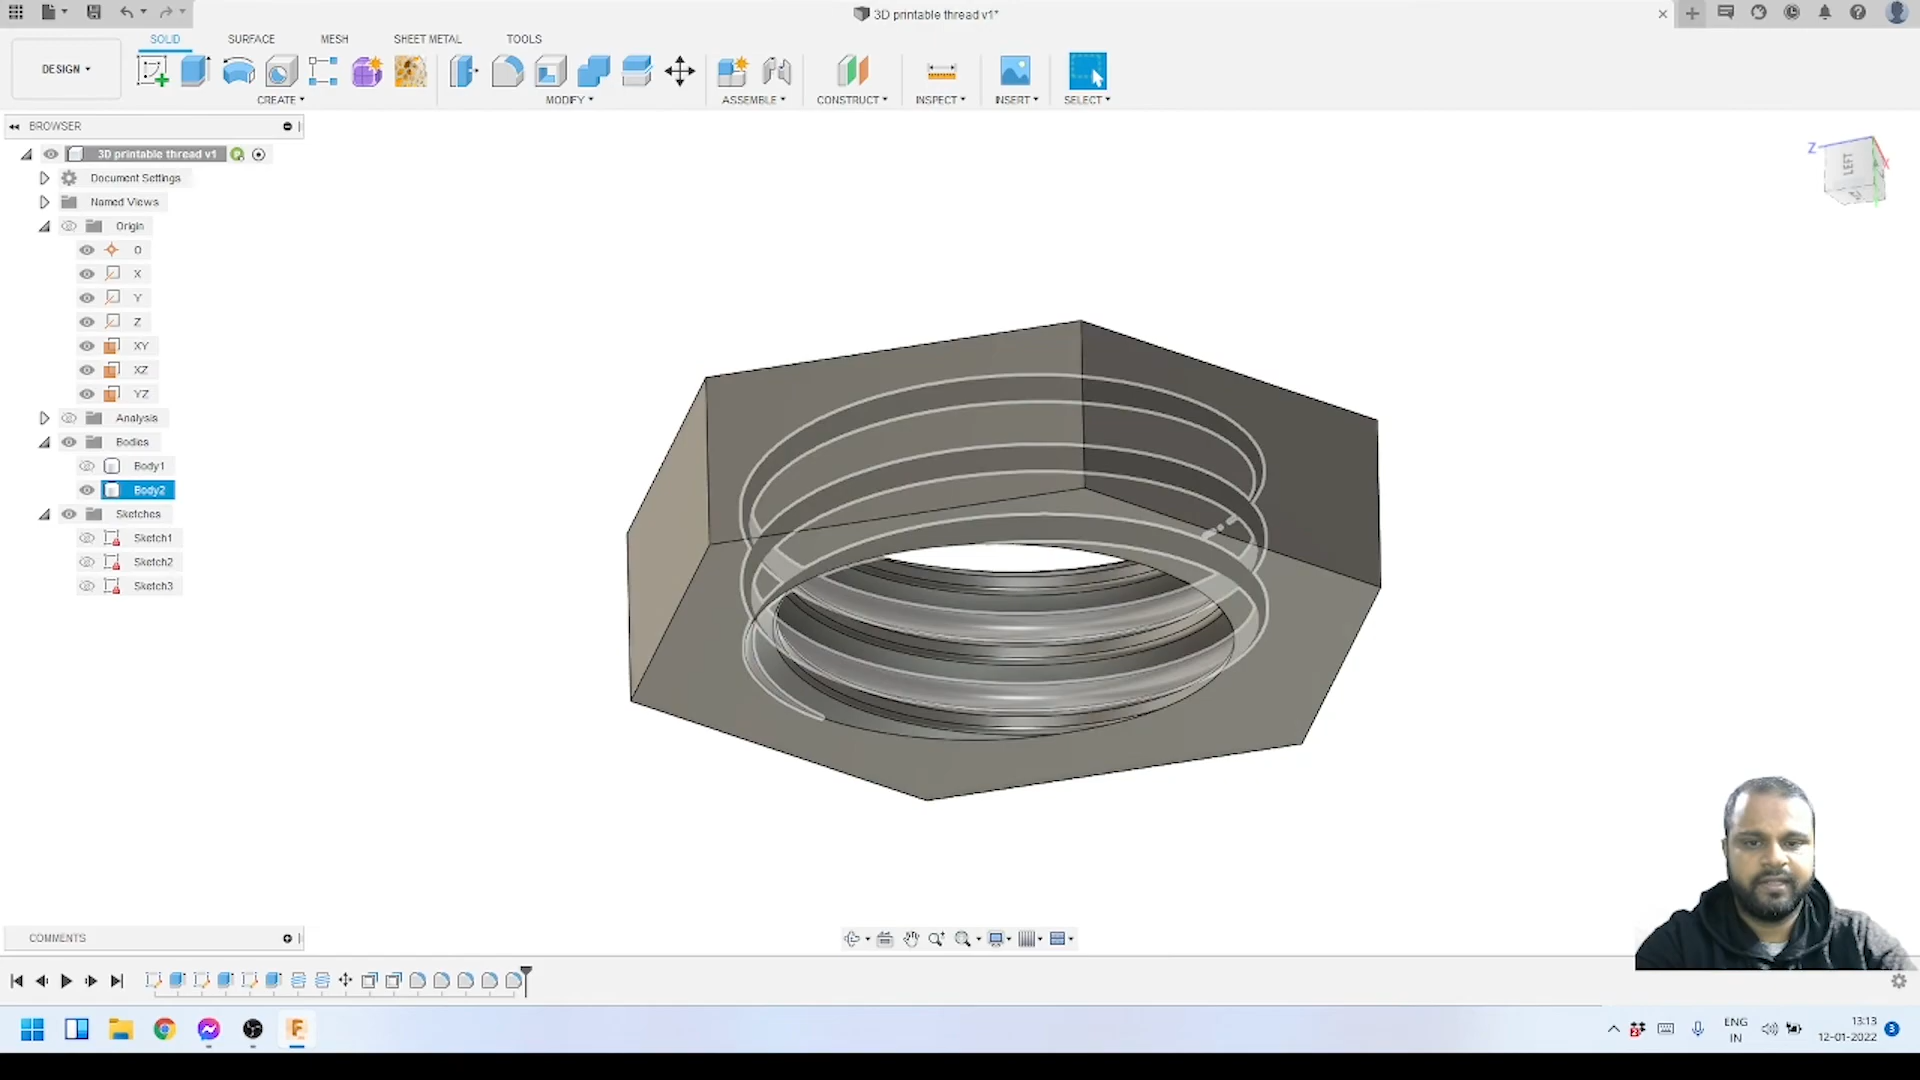 3D printable thread v1*
SOLID SURFACE MESH SHEET METAL TOOLS
DESIGN
CREATE MODIFY ASSEMBLE CONSTRUCT INSPECT INSERT SELECT
BROWSER
3D printable thread v1
Document Settings
Named Views
Origin
O
X
Y
Z
XY
XZ
YZ
Analysis
Bodies
Body1
Body2
Sketches
Sketch1
Sketch2
Sketch3
Z
X
LEFT
COMMENTS
F
ENG
IN
13:13
12-01-2022
3